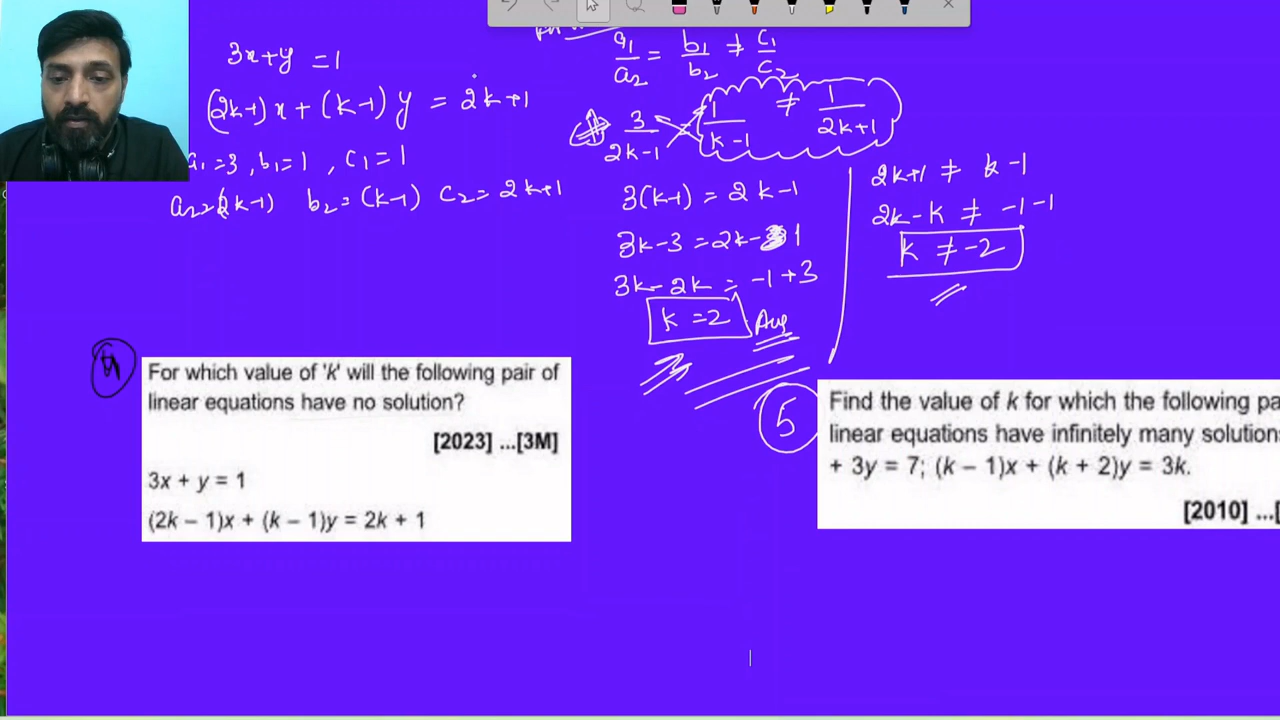 3x+y =1
(2k-1)x + (k-1)y = 2k+1
a1=3, b1=1, c1=1
a2=(2k-1) b2=(k-1) c2=2k+1
a1/a2 = b1/b2 ≠ c1/c2
3/2k-1 1/k-1 ≠ 1/2k+1
3(k-1) = 2k-1
3k-3 = 2k-1
3k-2k = -1+3
k = 2 Ans
2k+1 ≠ k-1
2k-k ≠ -1-1
k ≠ -2
4
For which value of 'k' will the following pair of
linear equations have no solution?
[2023] ...[3M]
3x + y = 1
(2k – 1)x + (k – 1)y = 2k + 1
5
Find the value of k for which the following pa
linear equations have infinitely many solution
+ 3y = 7; (k – 1)x + (k + 2)y = 3k.
[2010] ...[